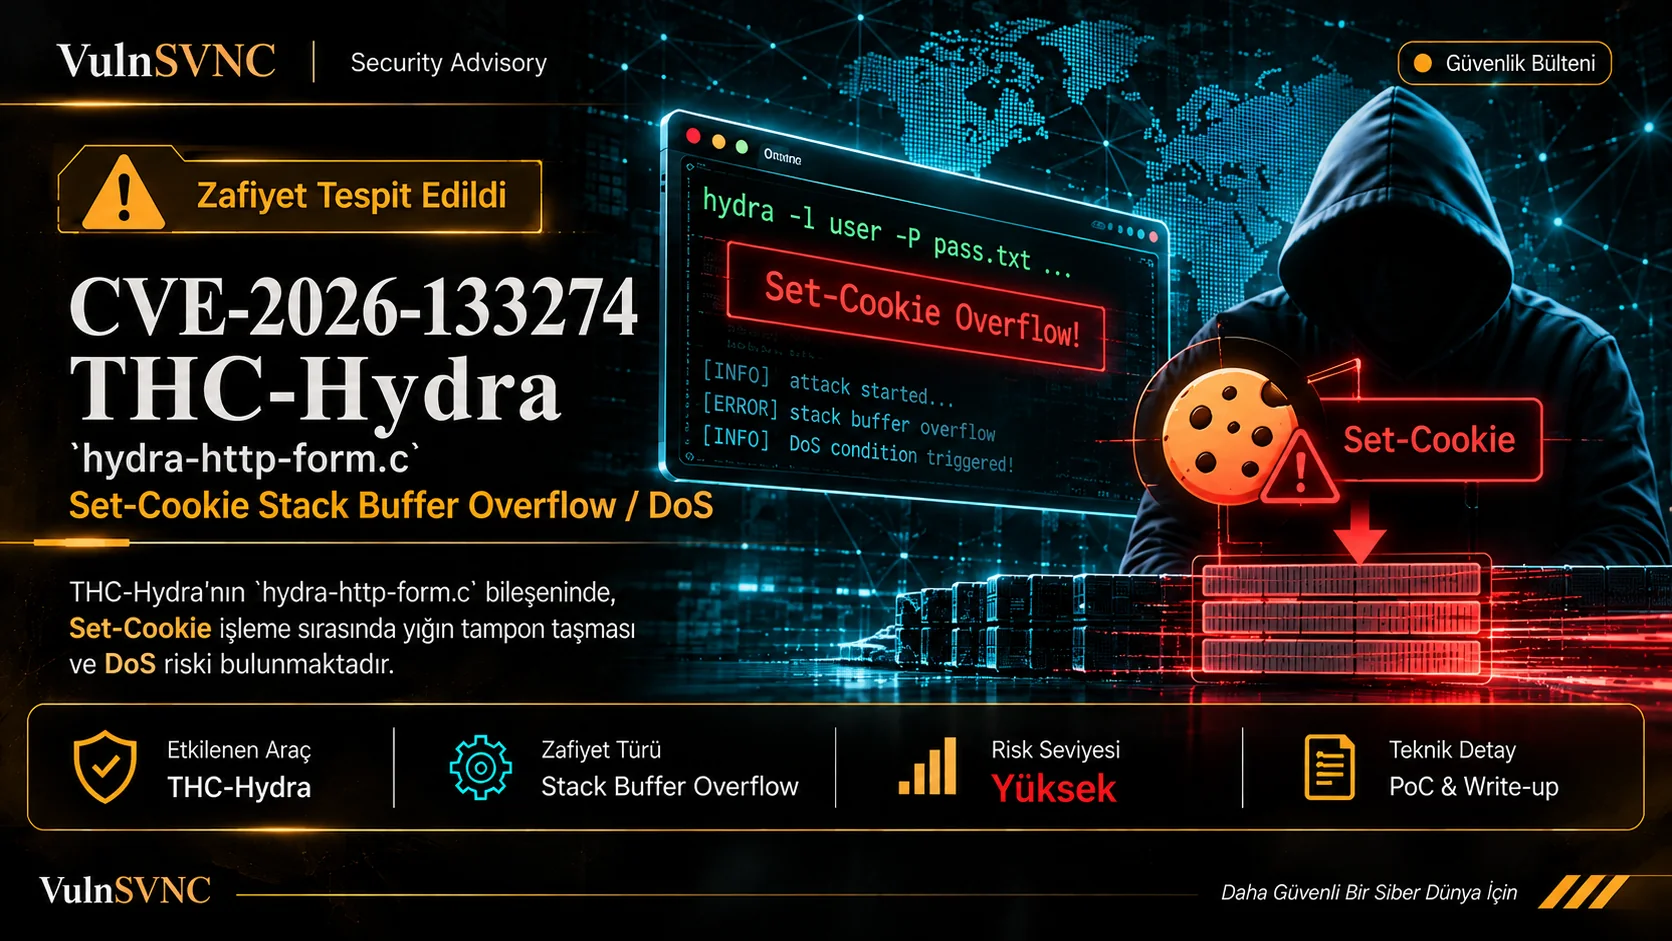 VulnSVNC
Security Advisory
Güvenlik Bülteni
Zafiyet Tespit Edildi
CVE-2026-133274
THC-Hydra
`hydra-http-form.c`
Set-Cookie Stack Buffer Overflow / DoS
THC-Hydra'nın `hydra-http-form.c` bileşeninde,
Set-Cookie işleme sırasında yığın tampon taşması
ve DoS riski bulunmaktadır.
hydra -l user -P pass.txt ...
Set-Cookie Overflow!
[INFO] attack started...
[ERROR] stack buffer overflow
[INFO] DoS condition triggered!
Set-Cookie
Etkilenen Araç
THC-Hydra
Zafiyet Türü
Stack Buffer Overflow
Risk Seviyesi
Yüksek
Teknik Detay
PoC & Write-up
VulnSVNC
Daha Güvenli Bir Siber Dünya İçin